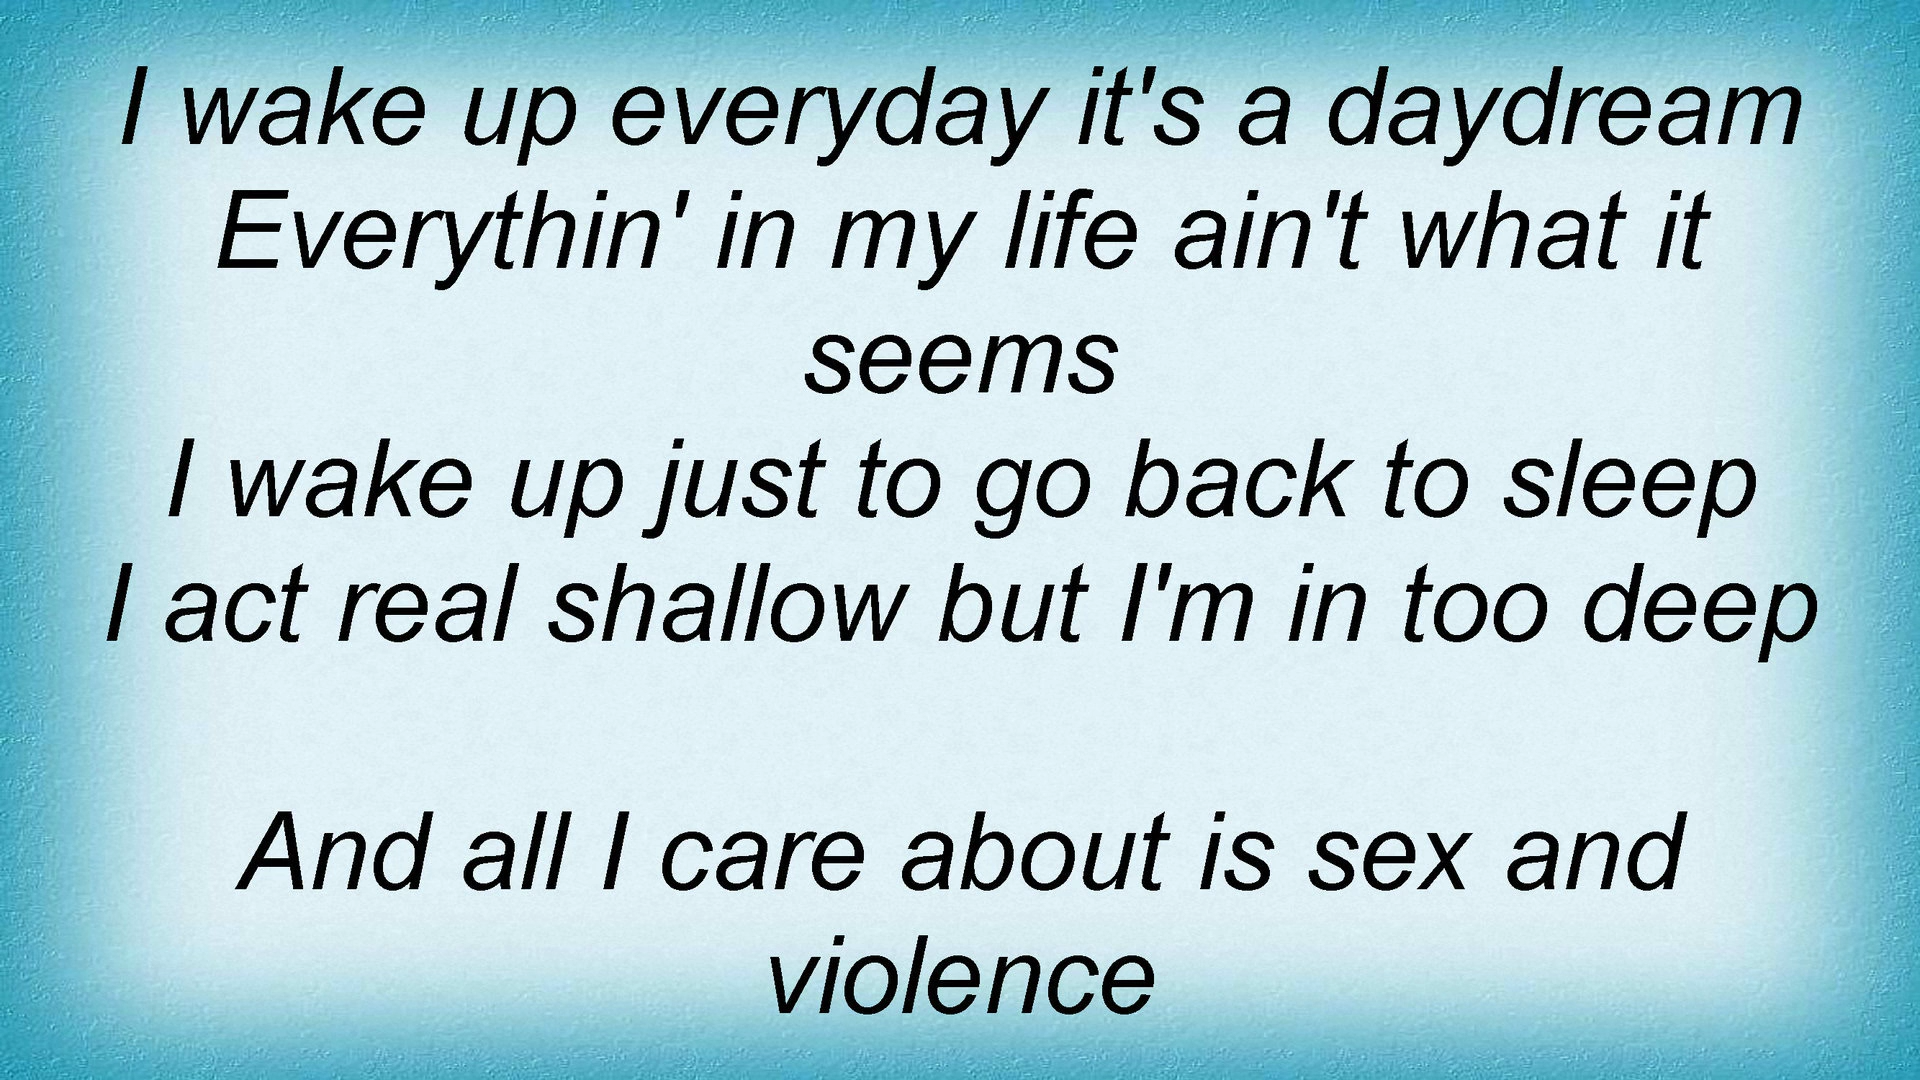 I wake up everyday it's a daydream
Everythin' in my life ain't what it
seems
I wake up just to go back to sleep
I act real shallow but I'm in too deep

And all I care about is sex and
violence